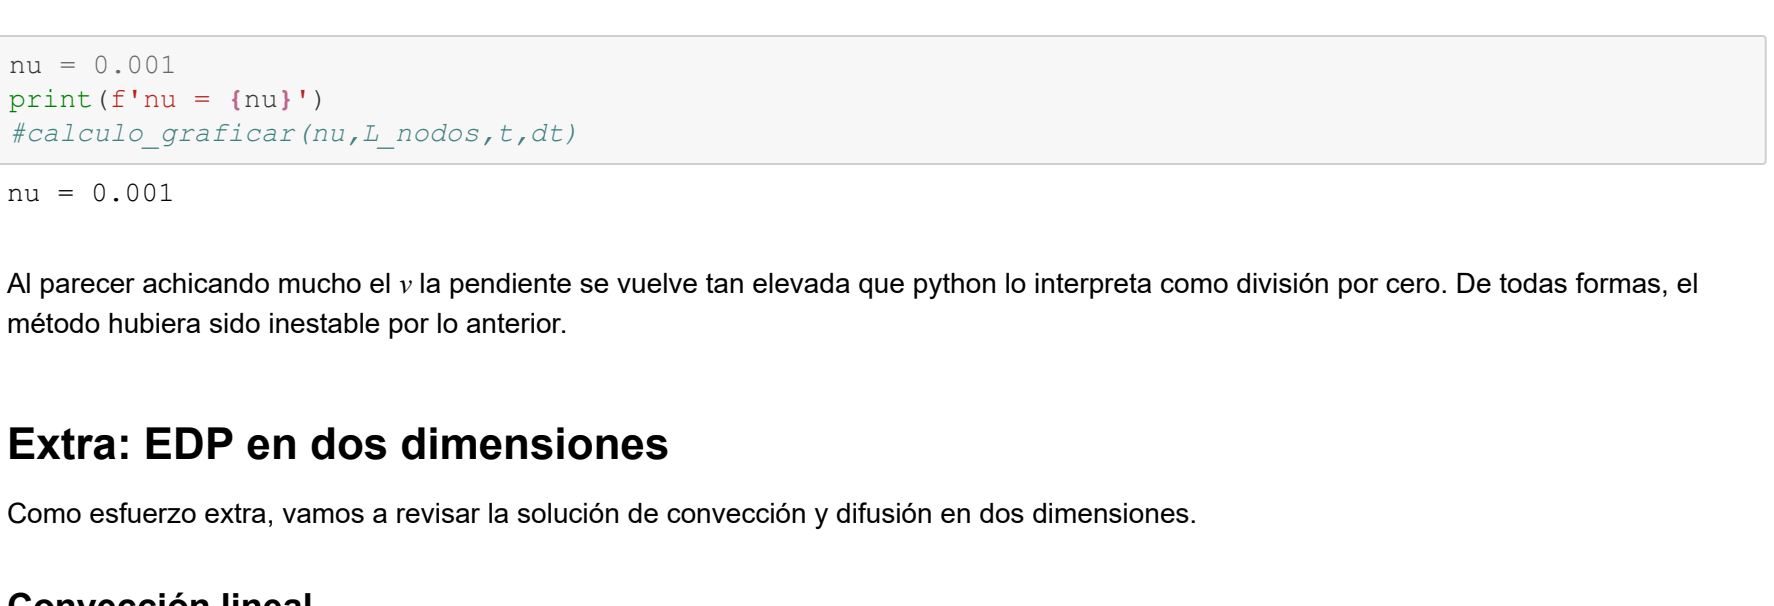 nu = 0.001
print(f'nu = {nu}')
#calculo_graficar(nu,L_nodos,t,dt)
nu = 0.001
Al parecer achicando mucho el ν la pendiente se vuelve tan elevada que python lo interpreta como división por cero. De todas formas, el
método hubiera sido inestable por lo anterior.
Extra: EDP en dos dimensiones
Como esfuerzo extra, vamos a revisar la solución de convección y difusión en dos dimensiones.
Convección lineal